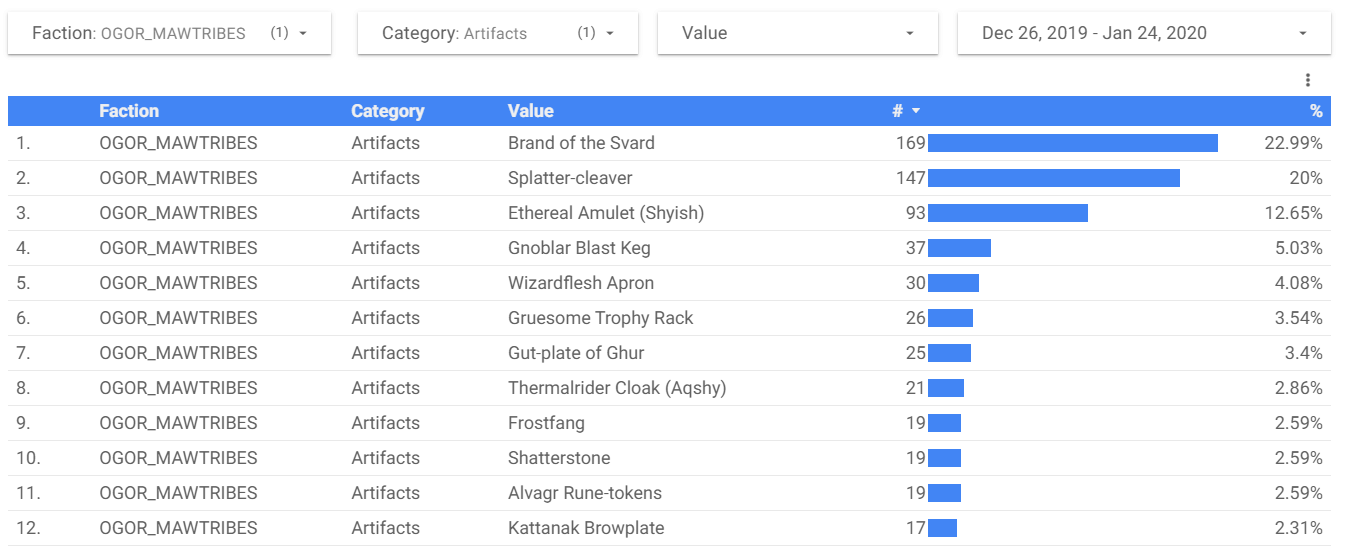 Faction: OGOR_MAWTRIBES (1) Category: Artifacts (1) Value Dec 26, 2019 - Jan 24, 2020
Faction Category Value # %
1. OGOR_MAWTRIBES Artifacts Brand of the Svard 169 22.99%
2. OGOR_MAWTRIBES Artifacts Splatter-cleaver 147 20%
3. OGOR_MAWTRIBES Artifacts Ethereal Amulet (Shyish) 93 12.65%
4. OGOR_MAWTRIBES Artifacts Gnoblar Blast Keg 37 5.03%
5. OGOR_MAWTRIBES Artifacts Wizardflesh Apron 30 4.08%
6. OGOR_MAWTRIBES Artifacts Gruesome Trophy Rack 26 3.54%
7. OGOR_MAWTRIBES Artifacts Gut-plate of Ghur 25 3.4%
8. OGOR_MAWTRIBES Artifacts Thermalrider Cloak (Aqshy) 21 2.86%
9. OGOR_MAWTRIBES Artifacts Frostfang 19 2.59%
10. OGOR_MAWTRIBES Artifacts Shatterstone 19 2.59%
11. OGOR_MAWTRIBES Artifacts Alvagr Rune-tokens 19 2.59%
12. OGOR_MAWTRIBES Artifacts Kattanak Browplate 17 2.31%